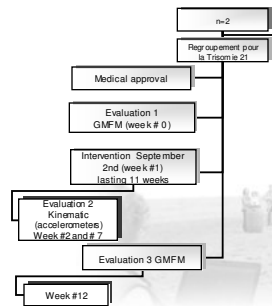 n=2
Regroupement pour
la Trisomie 21
Medical approval
Evaluation 1
GMFM (week # 0)
Intervention September
2nd (week #1)
lasting 11 weeks
Evaluation 2
Kinematic
(accelerometers)
Week #2 and # 7
Evaluation 3 GMFM
Week #12